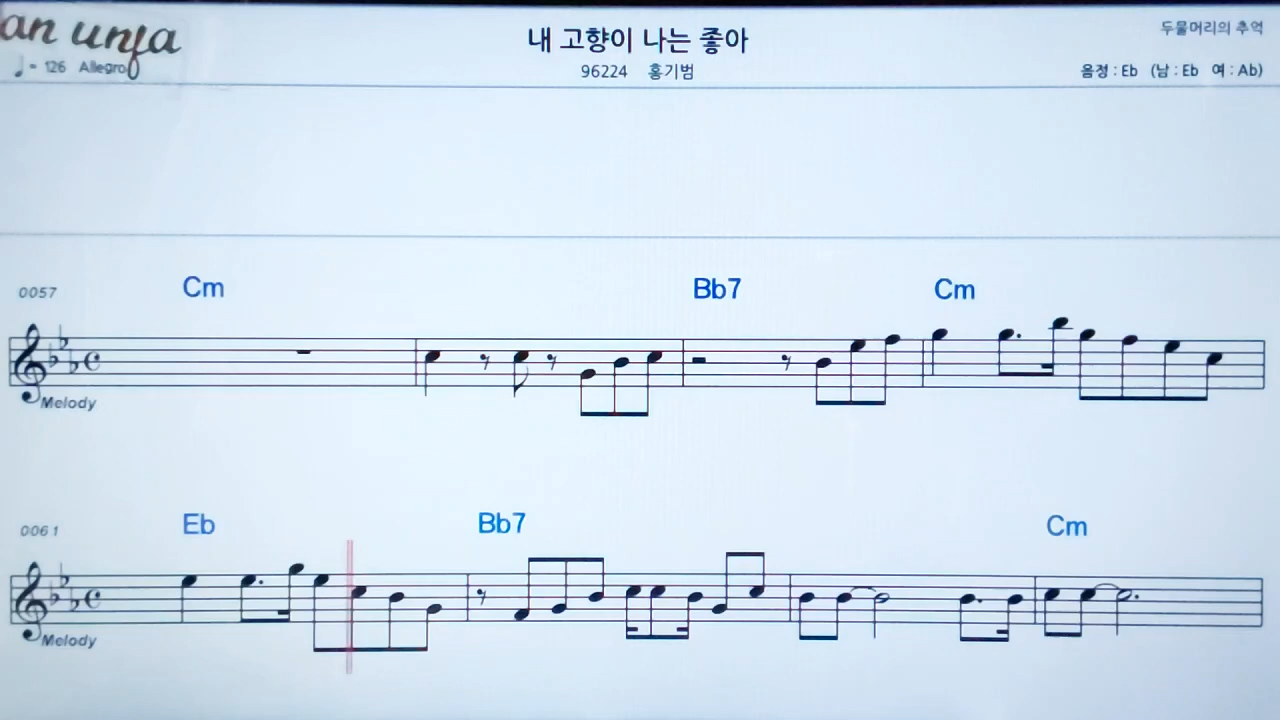 내 고향이 나는 좋아
두물머리의 추억
♩= 126 Allegro
96224 홍기범
음정 : Eb (남 : Eb 여 : Ab)
Cm Bb7 Cm
0057
Melody
Eb Bb7 Cm
0061
Melody